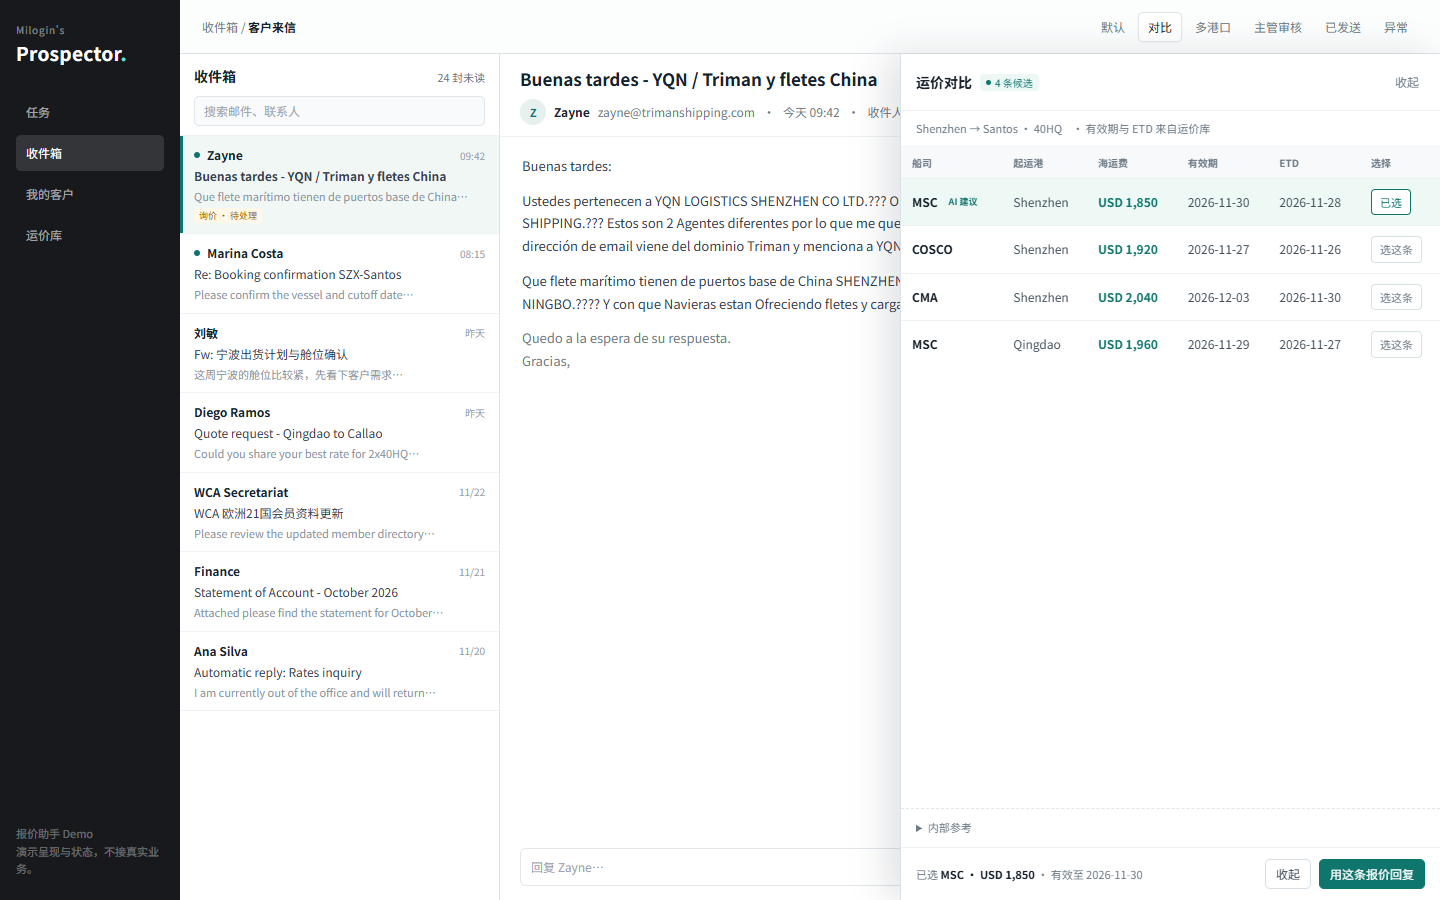 Milogin's
Prospector.
任务
收件箱
我的客户
运价库
报价助手 Demo
演示呈现与状态，不接真实业
务。
收件箱 / 客户来信
默认
对比
多港口
主管审核
已发送
异常
收件箱
24 封未读
搜索邮件、联系人
Zayne 09:42
Buenas tardes - YQN / Triman y fletes China
Que flete marítimo tienen de puertos base de China…
询价 • 待处理
Marina Costa 08:15
Re: Booking confirmation SZX-Santos
Please confirm the vessel and cutoff date…
刘敏 昨天
Fw: 宁波出货计划与舱位确认
这周宁波的舱位比较紧，先看下客户需求…
Diego Ramos 昨天
Quote request - Qingdao to Callao
Could you share your best rate for 2x40HQ…
WCA Secretariat 11/22
WCA 欧洲21国会员资料更新
Please review the updated member directory…
Finance 11/21
Statement of Account - October 2026
Attached please find the statement for October…
Ana Silva 11/20
Automatic reply: Rates inquiry
I am currently out of the office and will return…
Buenas tardes - YQN / Triman y fletes China
Z Zayne zayne@trimanshipping.com • 今天 09:42 • 收件人
Buenas tardes:
Ustedes pertenecen a YQN LOGISTICS SHENZHEN CO LTD.??? O
SHIPPING.??? Estos son 2 Agentes diferentes por lo que me que
dirección de email viene del dominio Triman y menciona a YQN
Que flete marítimo tienen de puertos base de China SHENZHEN
NINGBO.???? Y con que Navieras estan Ofreciendo fletes y carga
Quedo a la espera de su respuesta.
Gracias,
回复 Zayne…
运价对比 4 条候选 收起
Shenzhen → Santos • 40HQ • 有效期与 ETD 来自运价库
船司 起运港 海运费 有效期 ETD 选择
MSC AI 建议 Shenzhen USD 1,850 2026-11-30 2026-11-28 已选
COSCO Shenzhen USD 1,920 2026-11-27 2026-11-26 选这条
CMA Shenzhen USD 2,040 2026-12-03 2026-11-30 选这条
MSC Qingdao USD 1,960 2026-11-29 2026-11-27 选这条
▶ 内部参考
已选 MSC • USD 1,850 • 有效至 2026-11-30
收起
用这条报价回复